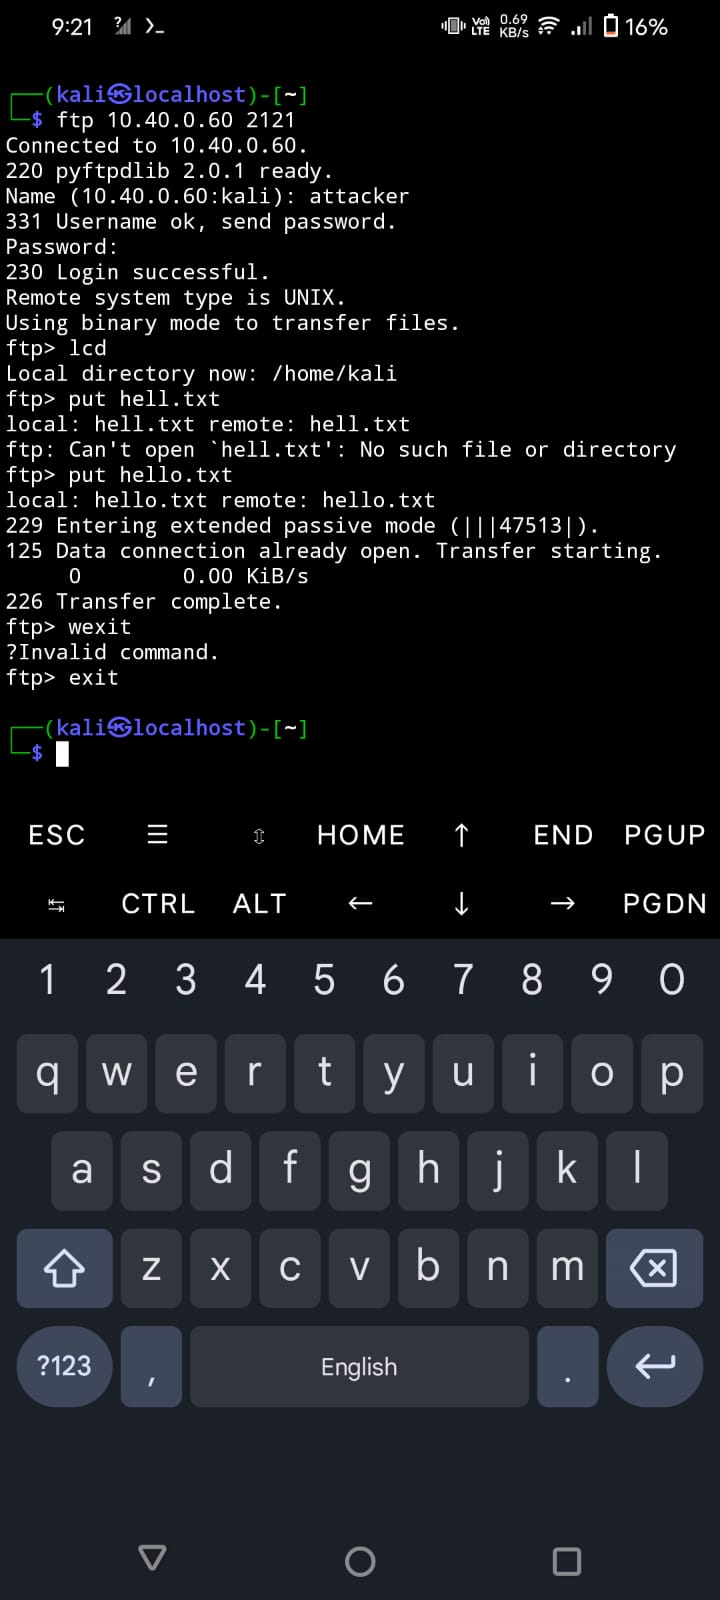 9:21
Vo) LTE 0.69 KB/s 16%
┌──(kali㉿localhost)-[~]
└─$ ftp 10.40.0.60 2121
Connected to 10.40.0.60.
220 pyftpdlib 2.0.1 ready.
Name (10.40.0.60:kali): attacker
331 Username ok, send password.
Password:
230 Login successful.
Remote system type is UNIX.
Using binary mode to transfer files.
ftp> lcd
Local directory now: /home/kali
ftp> put hell.txt
local: hell.txt remote: hell.txt
ftp: Can't open `hell.txt': No such file or directory
ftp> put hello.txt
local: hello.txt remote: hello.txt
229 Entering extended passive mode (|||47513|).
125 Data connection already open. Transfer starting.
     0        0.00 KiB/s
226 Transfer complete.
ftp> wexit
?Invalid command.
ftp> exit
┌──(kali㉿localhost)-[~]
└─$
ESC ☰ ⇳ HOME ↑ END PGUP
↹ CTRL ALT ← ↓ → PGDN
1 2 3 4 5 6 7 8 9 0
q w e r t y u i o p
a s d f g h j k l
z x c v b n m
?123 , English .